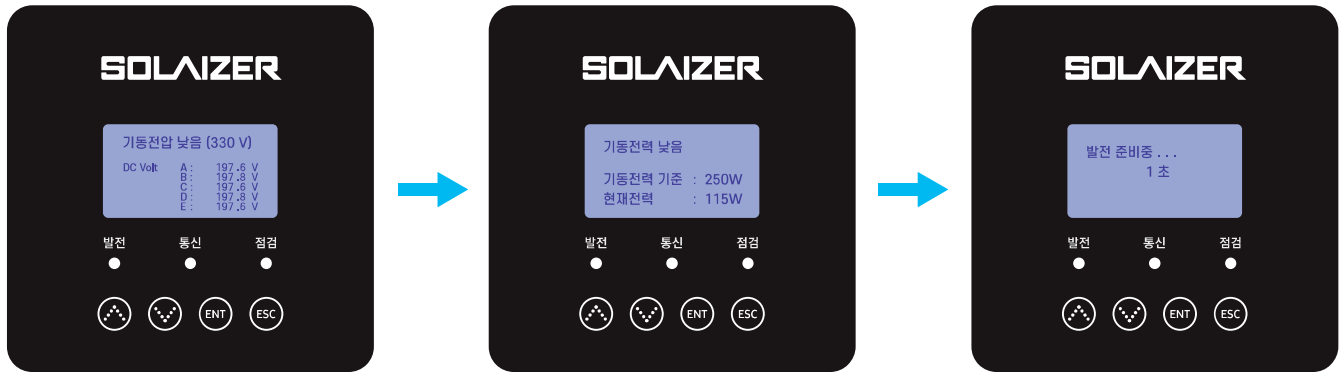 SOLAIZER
기동전압 낮음 (330 V)
DC Volt A : 197.6 V
B : 197.8 V
C : 197.6 V
D : 197.8 V
E : 197.6 V
발전 통신 점검
ENT ESC
SOLAIZER
기동전력 낮음
기동전력 기준 : 250W
현재전력 : 115W
발전 통신 점검
ENT ESC
SOLAIZER
발전 준비중 . . .
1 초
발전 통신 점검
ENT ESC